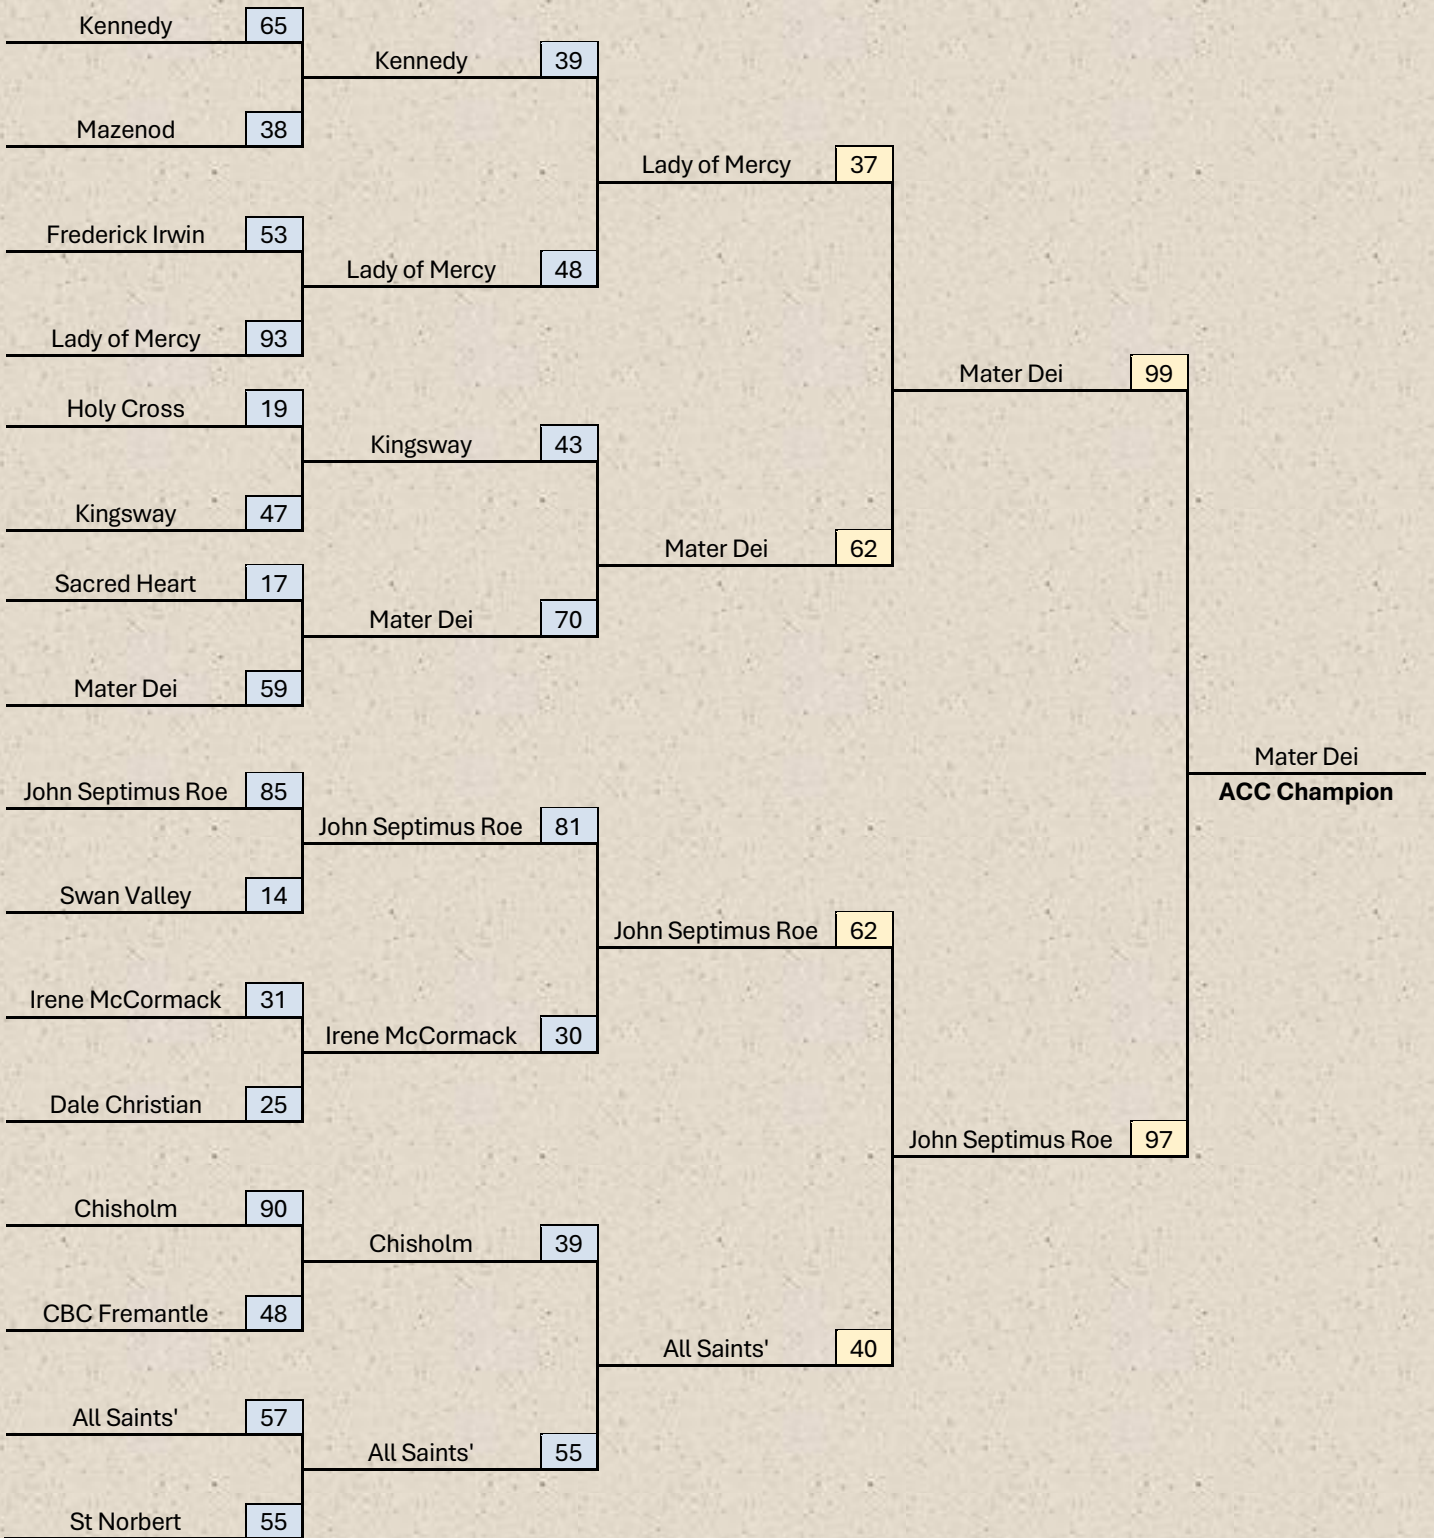 Kennedy 65
Kennedy 39
Mazenod 38
Lady of Mercy 37
Frederick Irwin 53
Lady of Mercy 48
Lady of Mercy 93
Mater Dei 99
Holy Cross 19
Kingsway 43
Kingsway 47
Mater Dei 62
Sacred Heart 17
Mater Dei 70
Mater Dei 59
Mater Dei
ACC Champion
John Septimus Roe 85
John Septimus Roe 81
Swan Valley 14
John Septimus Roe 62
Irene McCormack 31
Irene McCormack 30
Dale Christian 25
John Septimus Roe 97
Chisholm 90
Chisholm 39
CBC Fremantle 48
All Saints' 40
All Saints' 57
All Saints' 55
St Norbert 55